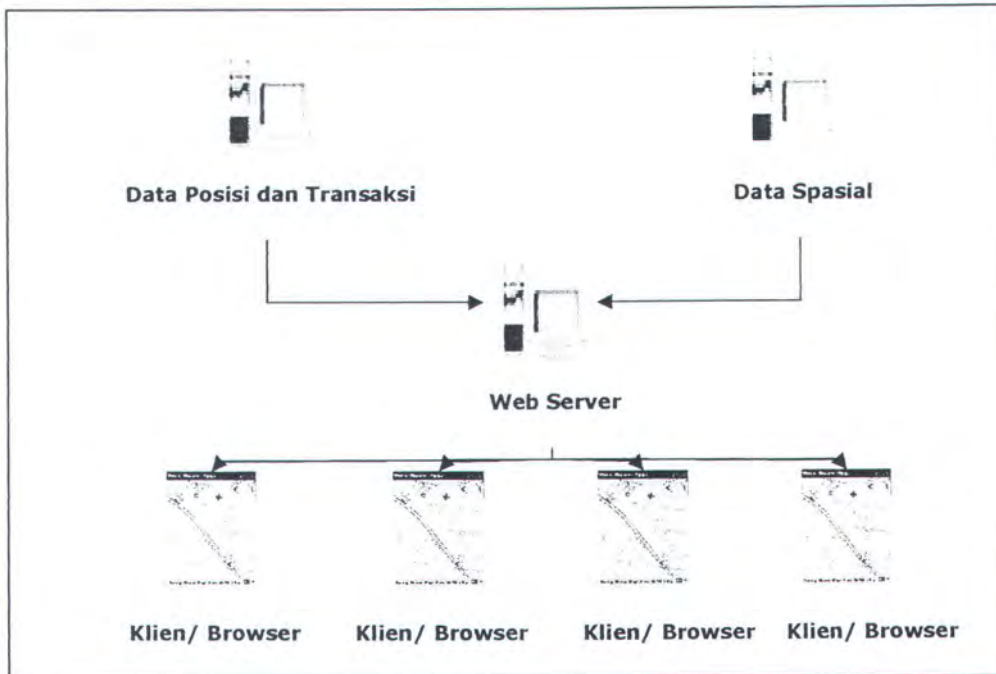 Data Posisi dan Transaksi
Data Spasial
Web Server
Klien/ Browser
Klien/ Browser
Klien/ Browser
Klien/ Browser